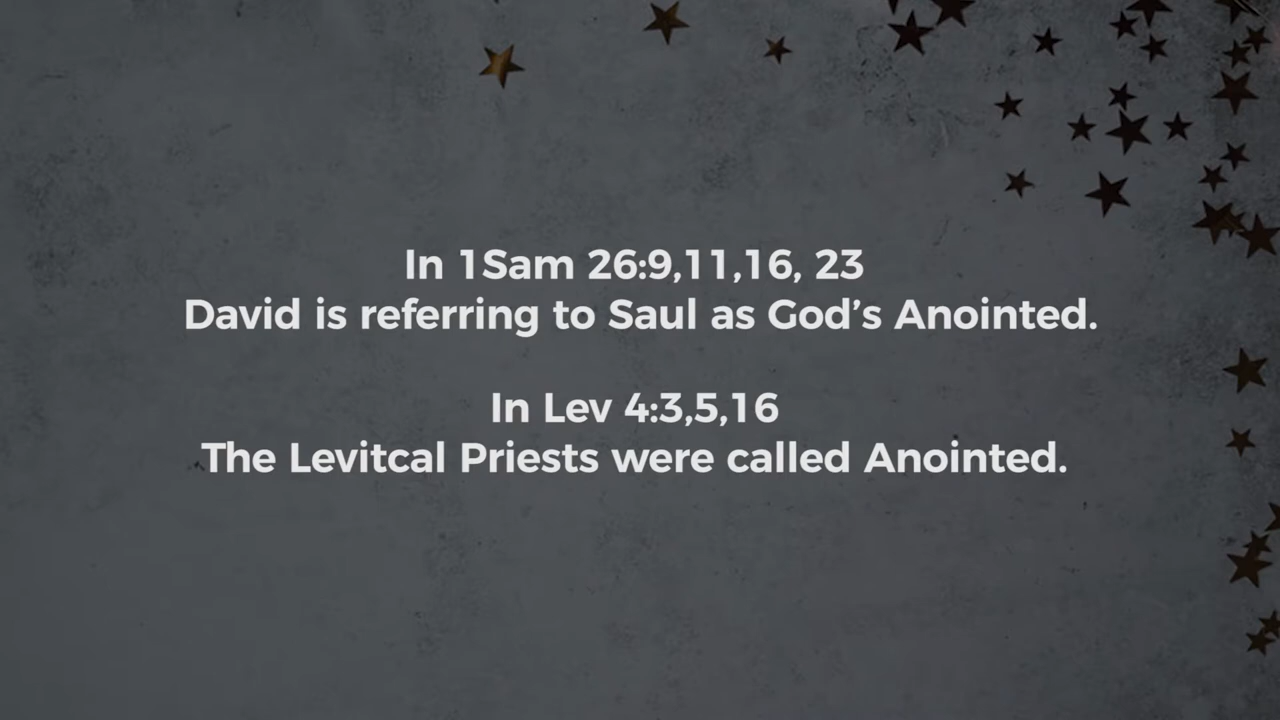 In 1Sam 26:9,11,16, 23
David is referring to Saul as God’s Anointed.
In Lev 4:3,5,16
The Levitcal Priests were called Anointed.